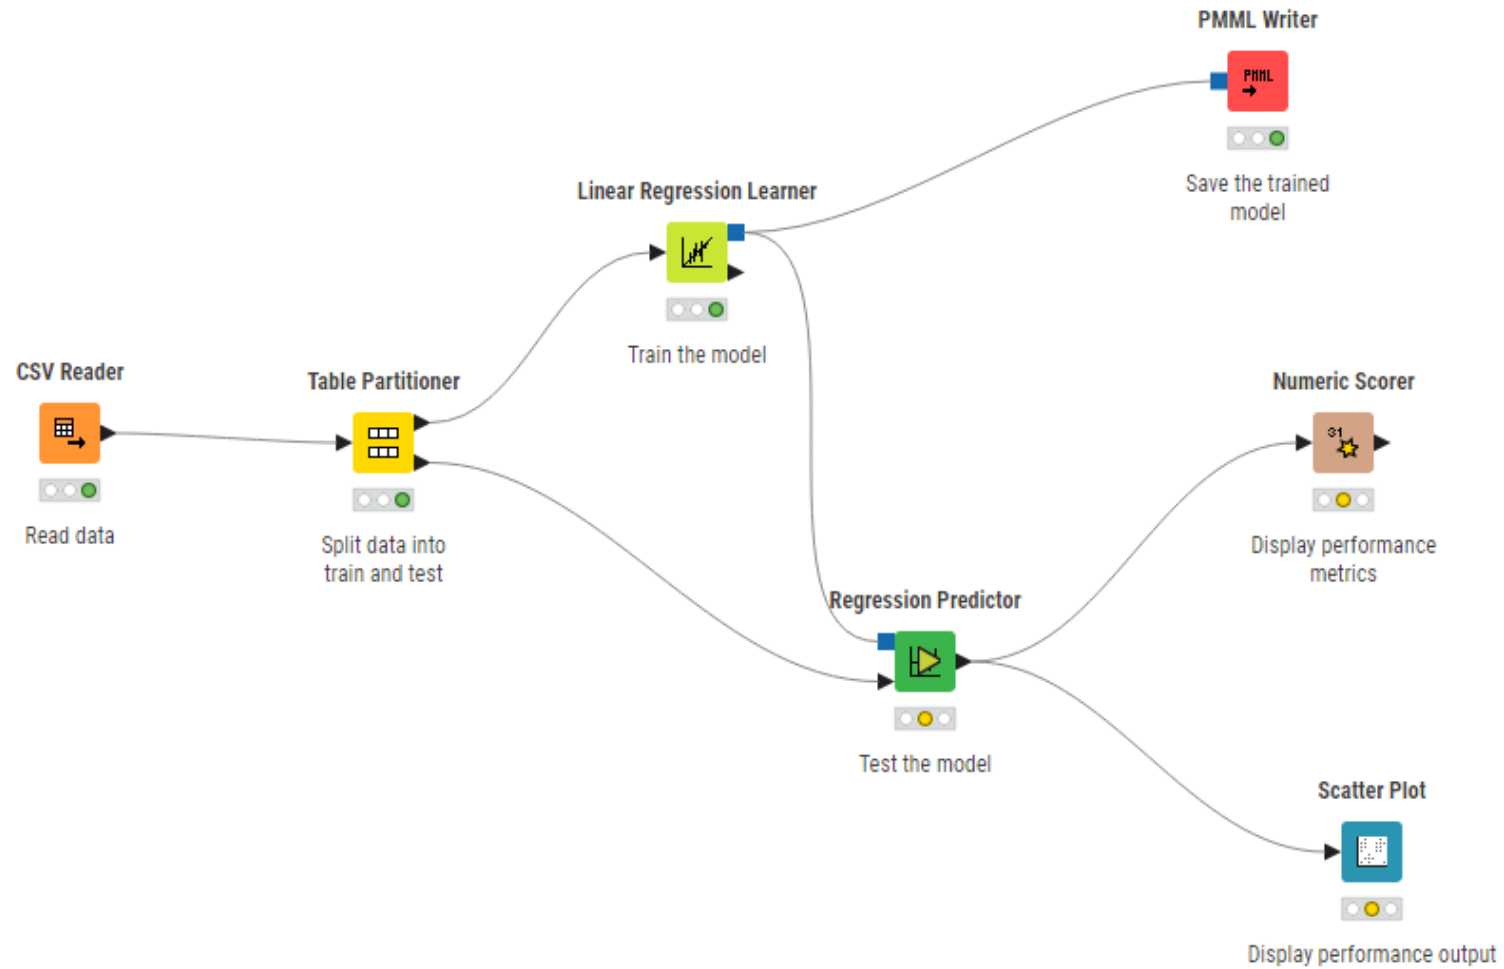 PMML Writer
PMML
Save the trained
model
Linear Regression Learner
Train the model
CSV Reader
Read data
Table Partitioner
Split data into
train and test
Numeric Scorer
31
Display performance
metrics
Regression Predictor
Test the model
Scatter Plot
Display performance output